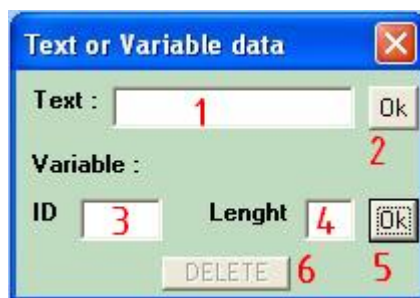 Text or Variable data
Text : 1 Ok
2
Variable :
ID 3 Lenght 4 Ok
DELETE 6 5